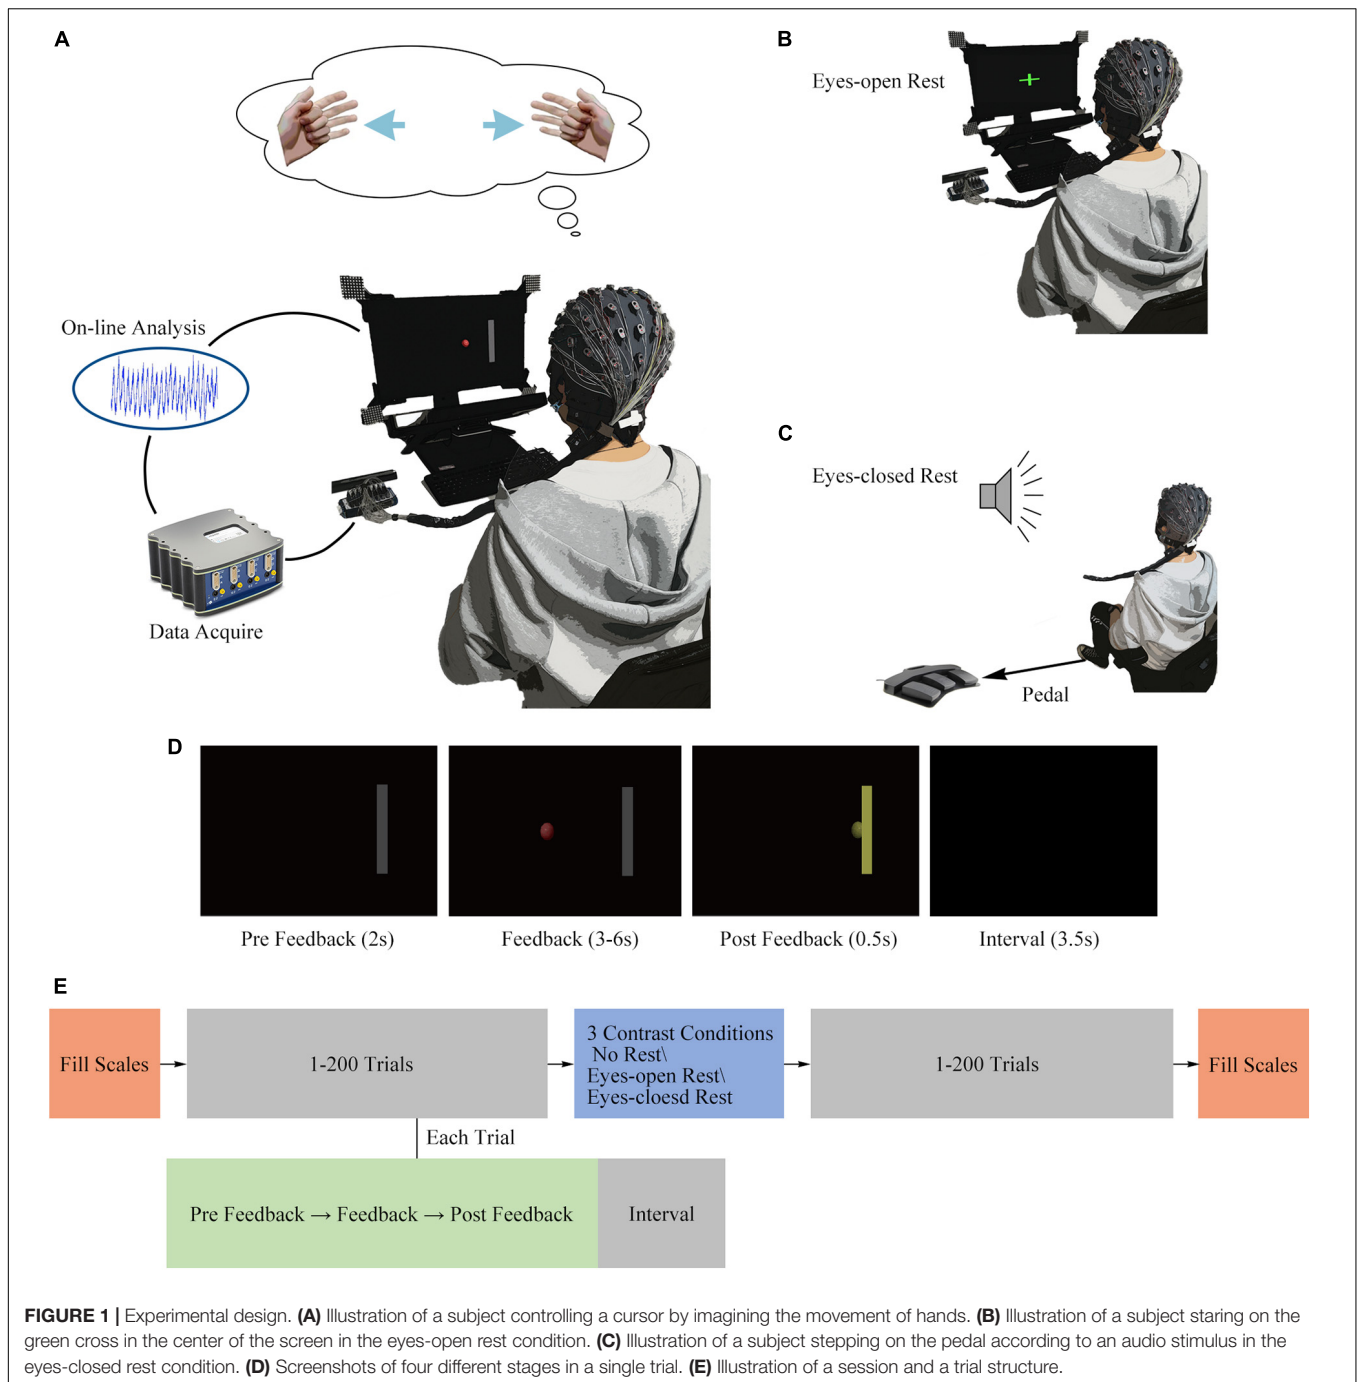 A
B
Eyes-open Rest
On-line Analysis
Data Acquire
C
Eyes-closed Rest
Pedal
D
Pre Feedback (2s)
Feedback (3-6s)
Post Feedback (0.5s)
Interval (3.5s)
E
Fill Scales
1-200 Trials
3 Contrast Conditions
No Rest\
Eyes-open Rest\
Eyes-cloesd Rest
1-200 Trials
Fill Scales
Each Trial
Pre Feedback → Feedback → Post Feedback
Interval
FIGURE 1 | Experimental design. (A) Illustration of a subject controlling a cursor by imagining the movement of hands. (B) Illustration of a subject staring on the
green cross in the center of the screen in the eyes-open rest condition. (C) Illustration of a subject stepping on the pedal according to an audio stimulus in the
eyes-closed rest condition. (D) Screenshots of four different stages in a single trial. (E) Illustration of a session and a trial structure.